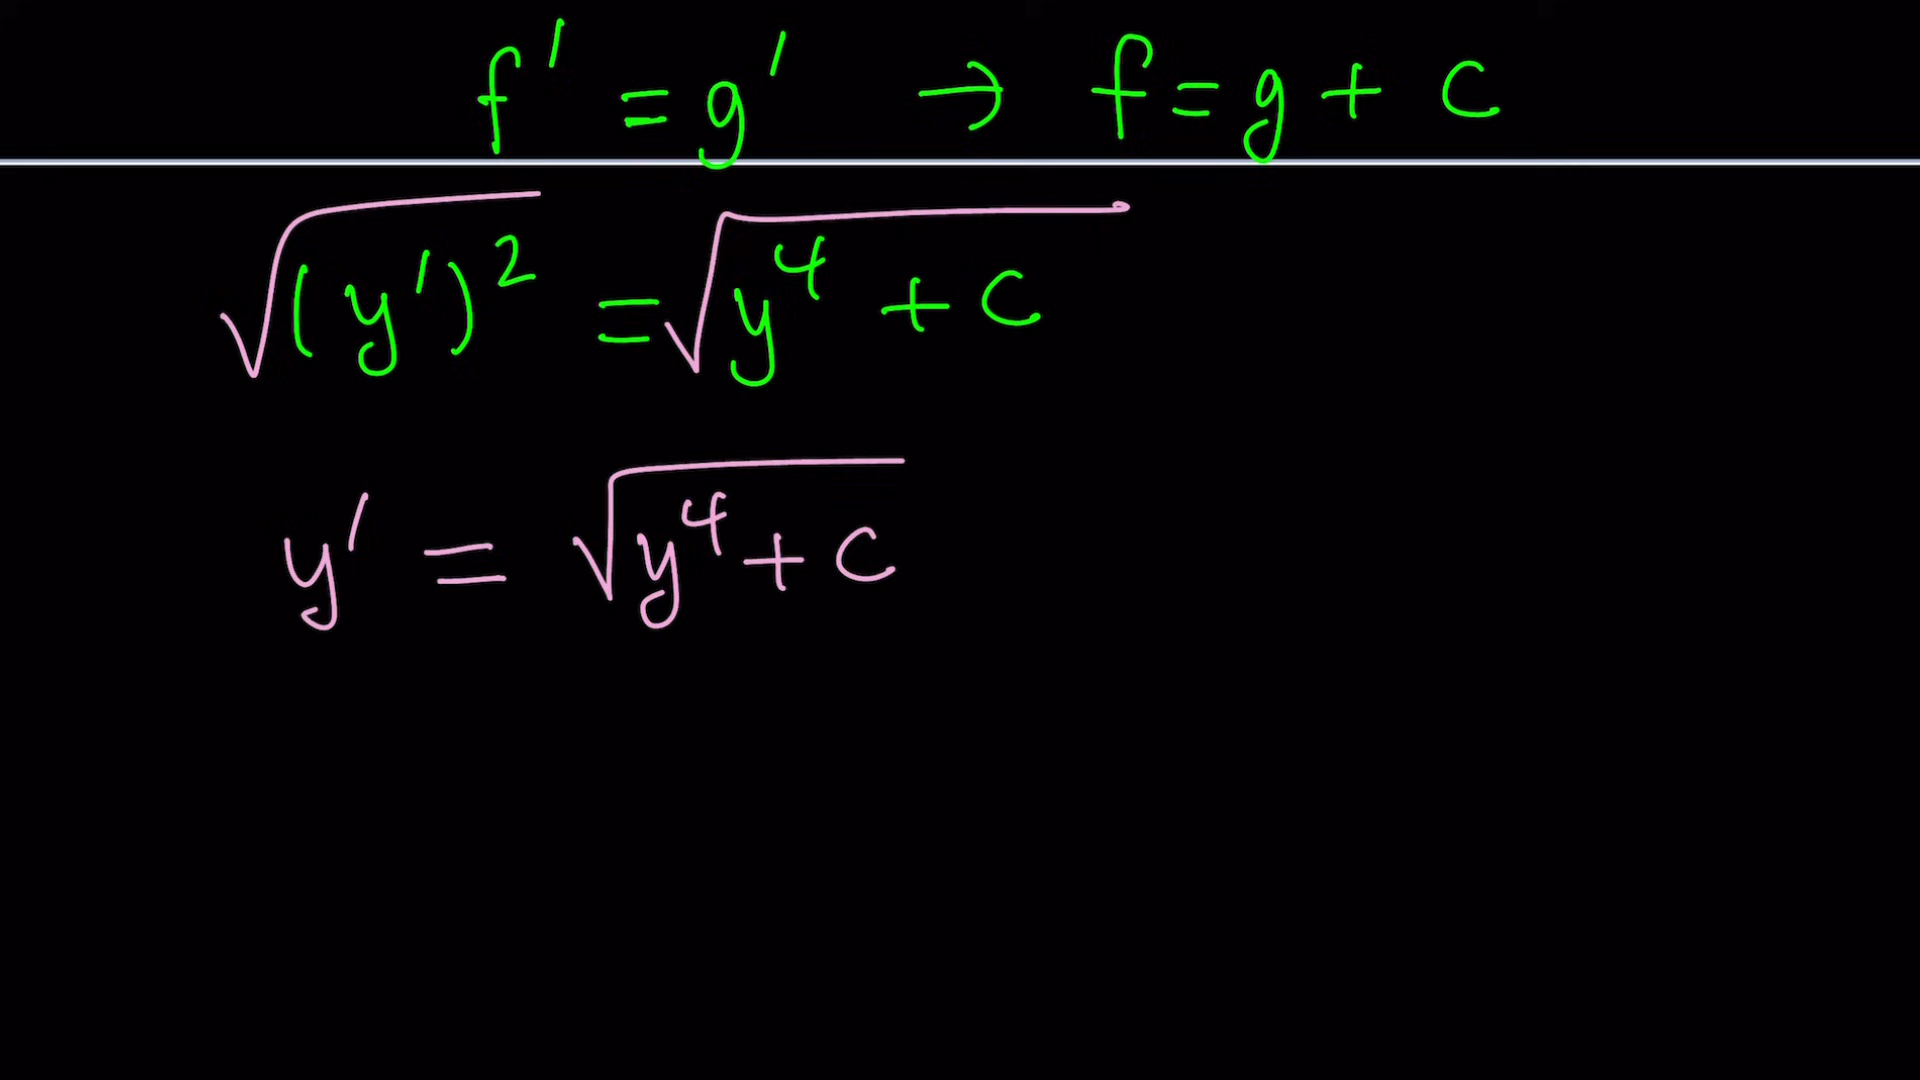 f' = g' → f = g + c
√(y')² = √y⁴ + c
y' = √y⁴ + c